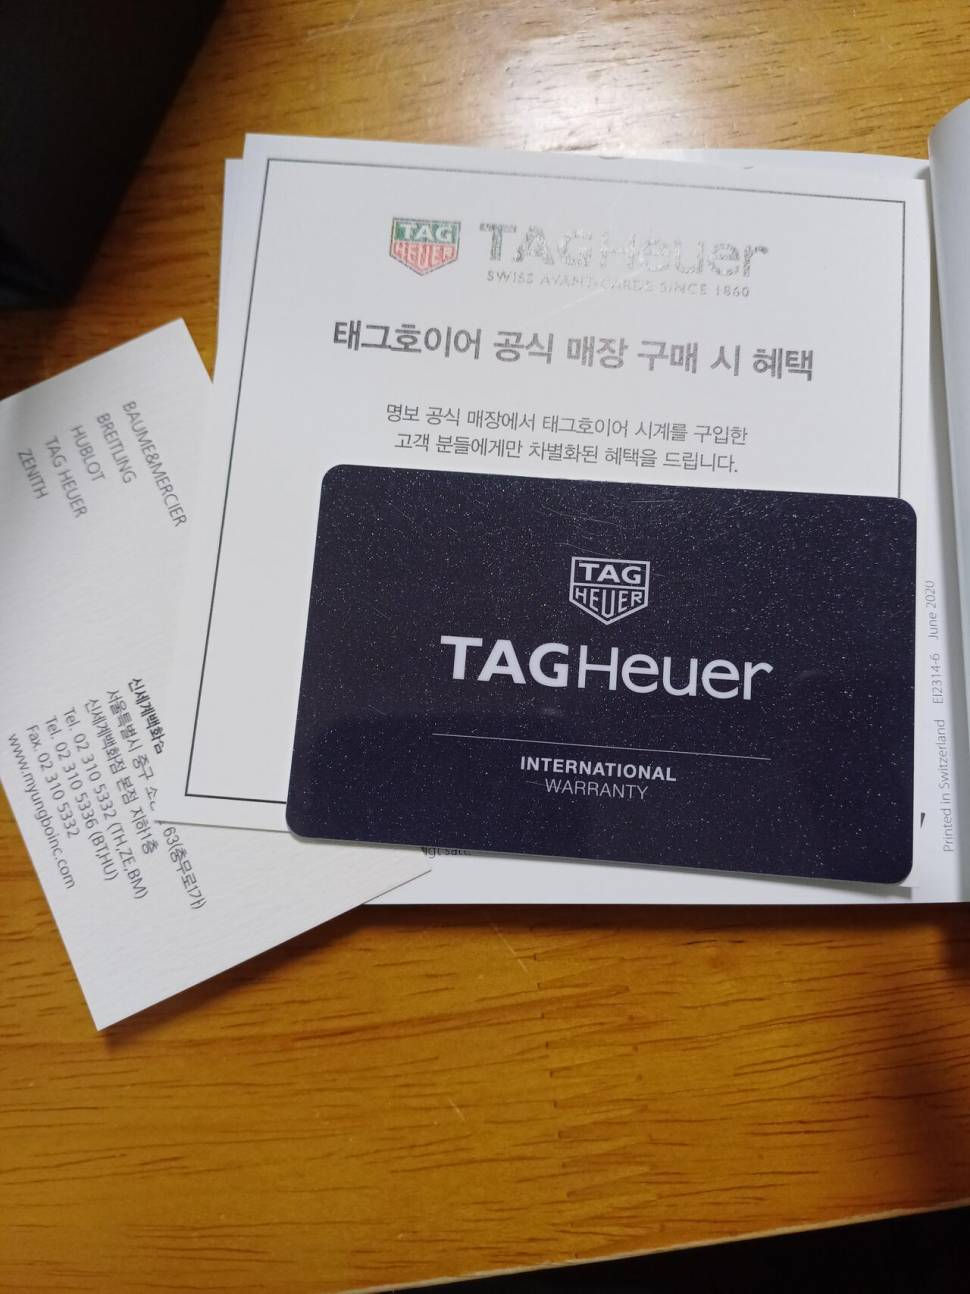 TAG
HEUER
TAGHeuer
SWISS AVANT-GARDE SINCE 1860
태그호이어 공식 매장 구매 시 혜택
명보 공식 매장에서 태그호이어 시계를 구입한
고객 분들에게만 차별화된 혜택을 드립니다.
TAG
HEUER
TAGHeuer
INTERNATIONAL
WARRANTY
BAUME&MERCIER
BREITLING
HUBLOT
TAG HEUER
ZENITH
신세계백화점
서울특별시 중구 63(충무로1가)
신세계백화점 본점 지하1층
Tel. 02 310 5332 (TH,ZE,BM)
Tel. 02 310 5336 (BT,HU)
Fax. 02 310 5332
www.myungboinc.com
Printed in Switzerland EI2314-6 June 2020